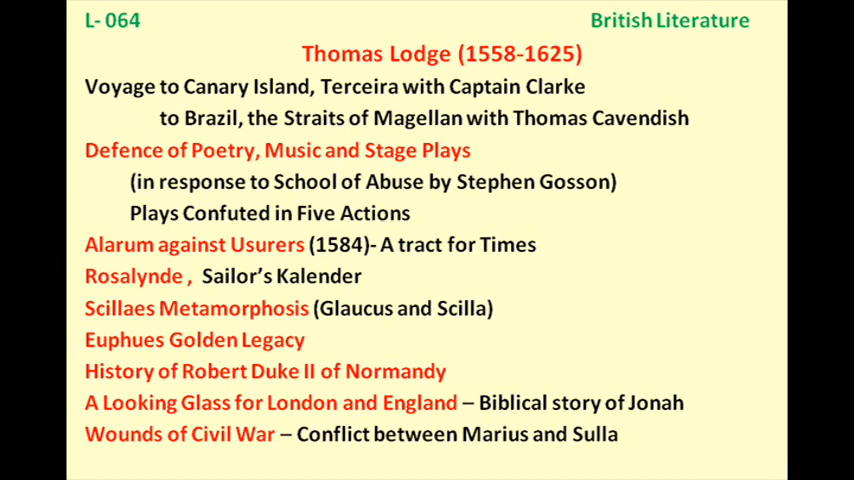 L- 064
British Literature
Thomas Lodge (1558-1625)
Voyage to Canary Island, Terceira with Captain Clarke
to Brazil, the Straits of Magellan with Thomas Cavendish
Defence of Poetry, Music and Stage Plays
(in response to School of Abuse by Stephen Gosson)
Plays Confuted in Five Actions
Alarum against Usurers (1584)- A tract for Times
Rosalynde , Sailor's Kalender
Scillaes Metamorphosis (Glaucus and Scilla)
Euphues Golden Legacy
History of Robert Duke II of Normandy
A Looking Glass for London and England – Biblical story of Jonah
Wounds of Civil War – Conflict between Marius and Sulla